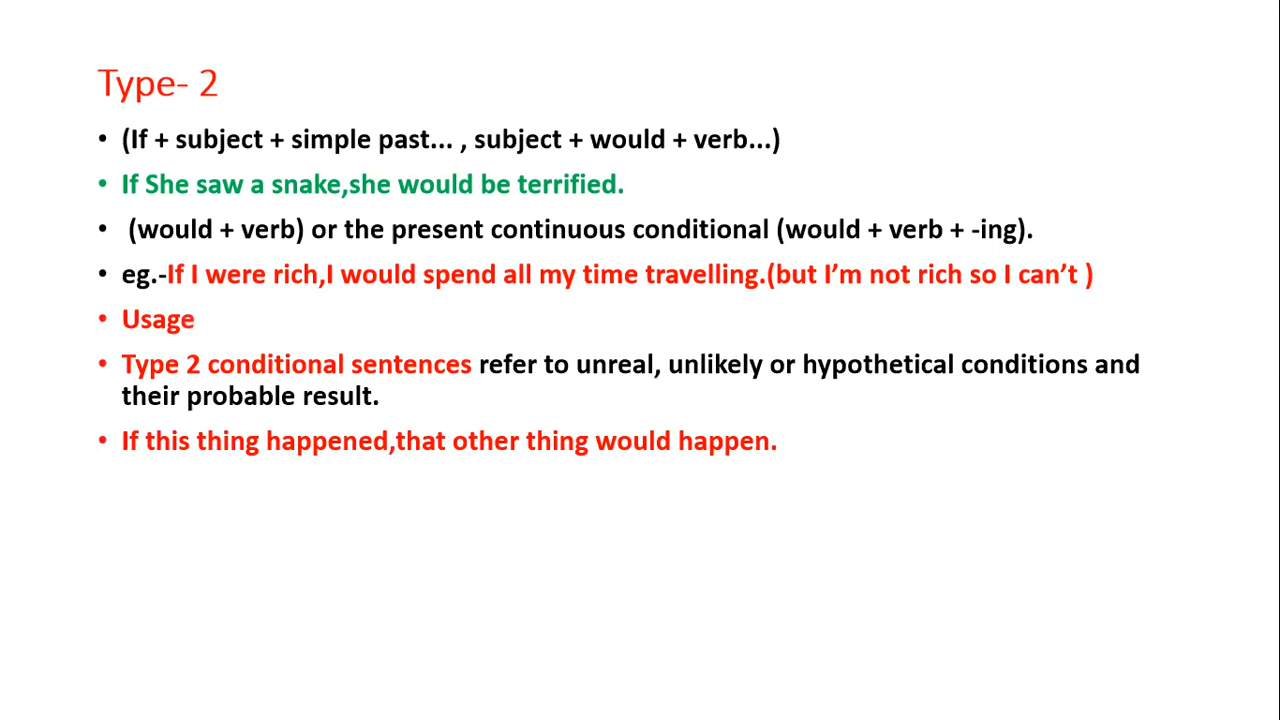 Type- 2
• (If + subject + simple past... , subject + would + verb...)
• If She saw a snake,she would be terrified.
• (would + verb) or the present continuous conditional (would + verb + -ing).
• eg.-If I were rich,I would spend all my time travelling.(but I’m not rich so I can’t )
• Usage
• Type 2 conditional sentences refer to unreal, unlikely or hypothetical conditions and
their probable result.
• If this thing happened,that other thing would happen.